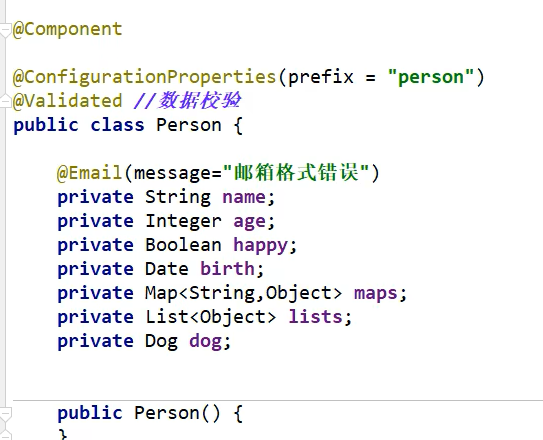 @Component
@ConfigurationProperties(prefix = "person")
@Validated //数据校验
public class Person {
@Email(message="邮箱格式错误")
private String name;
private Integer age;
private Boolean happy;
private Date birth;
private Map<String,Object> maps;
private List<Object> lists;
private Dog dog;
public Person() {
}